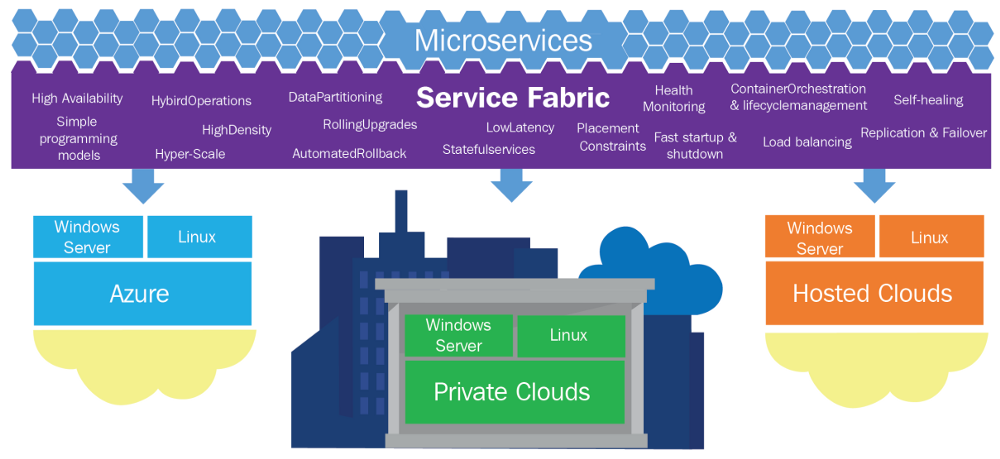 Microservices
Service Fabric
High Availability
HybirdOperations
DataPartitioning
Health
Monitoring
ContainerOrchestration
& lifecyclemanagement
Self-healing
Simple
programming
models
HighDensity
RollingUpgrades
LowLatency
Placement
Constraints
Fast startup &
shutdown
Load balancing
Replication & Failover
Hyper-Scale
AutomatedRollback
Statefulservices
Windows
Server
Linux
Azure
Windows
Server
Linux
Private Clouds
Windows
Server
Linux
Hosted Clouds